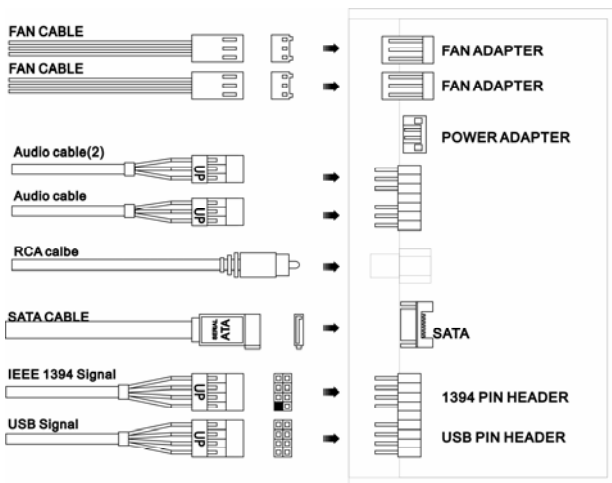 FAN CABLE
FAN ADAPTER
FAN CABLE
FAN ADAPTER
POWER ADAPTER
Audio cable(2)
UP
Audio cable
UP
RCA calbe
SATA CABLE
SERIAL
ATA
SATA
IEEE 1394 Signal
UP
1394 PIN HEADER
USB Signal
UP
USB PIN HEADER